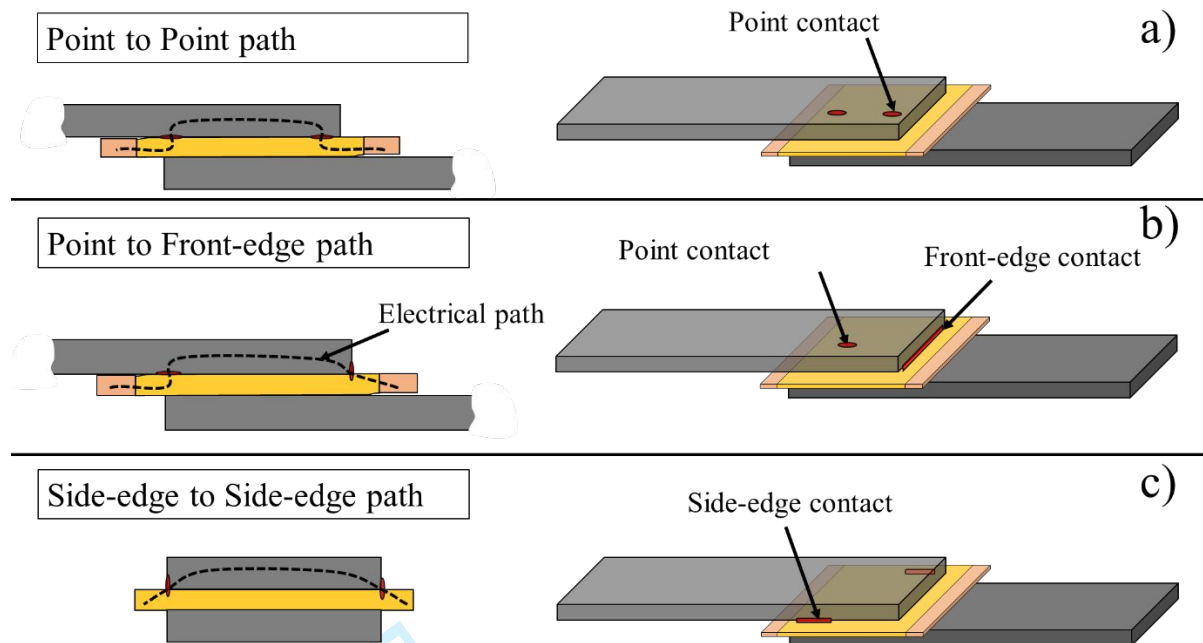 Point to Point path
Point contact
a)
Point to Front-edge path
Electrical path
Point contact
Front-edge contact
b)
Side-edge to Side-edge path
Side-edge contact
c)